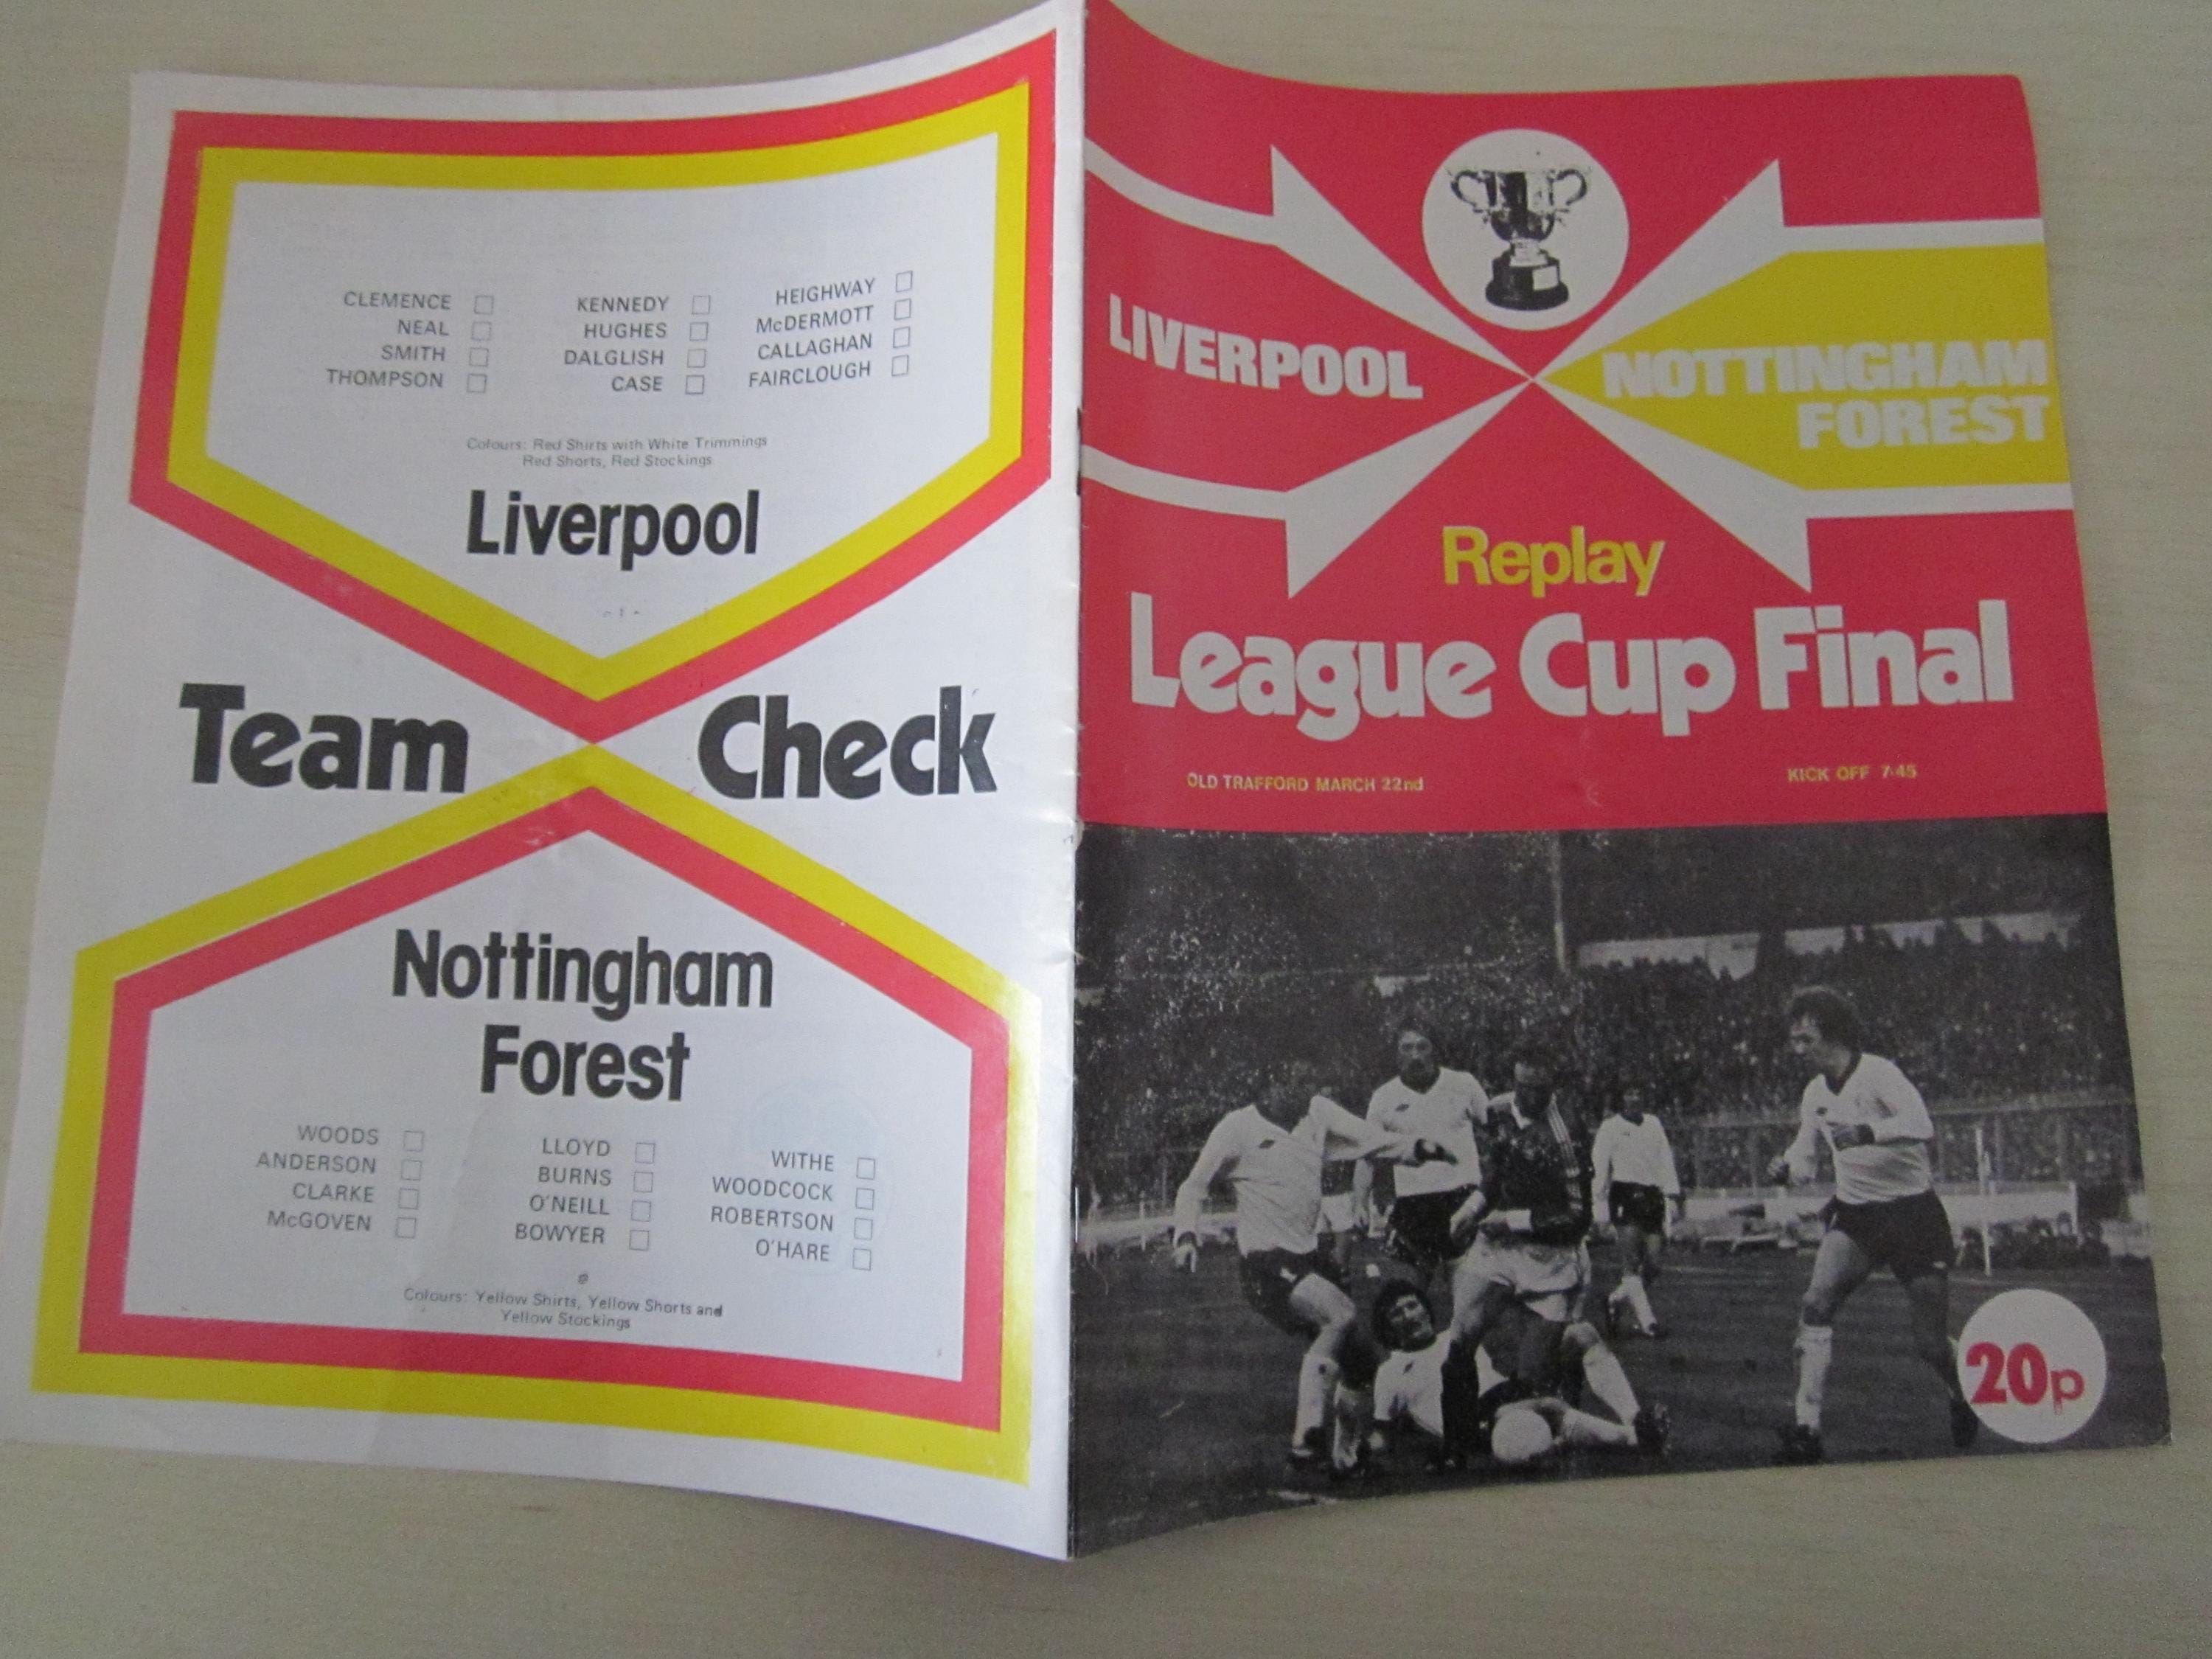 CLEMENCE
NEAL
SMITH
THOMPSON
KENNEDY
HUGHES
DALGLISH
CASE
HEIGHWAY
McDERMOTT
CALLAGHAN
FAIRCLOUGH
Colours: Red Shirts with White Trimmings
Red Shorts, Red Stockings
Liverpool
Team Check
Nottingham
Forest
WOODS
ANDERSON
CLARKE
McGOVEN
LLOYD
BURNS
O'NEILL
BOWYER
WITHE
WOODCOCK
ROBERTSON
O'HARE
Colours: Yellow Shirts, Yellow Shorts and
Yellow Stockings
LIVERPOOL
NOTTINGHAM
FOREST
Replay
League Cup Final
OLD TRAFFORD MARCH 22nd
KICK OFF 7.45
20p